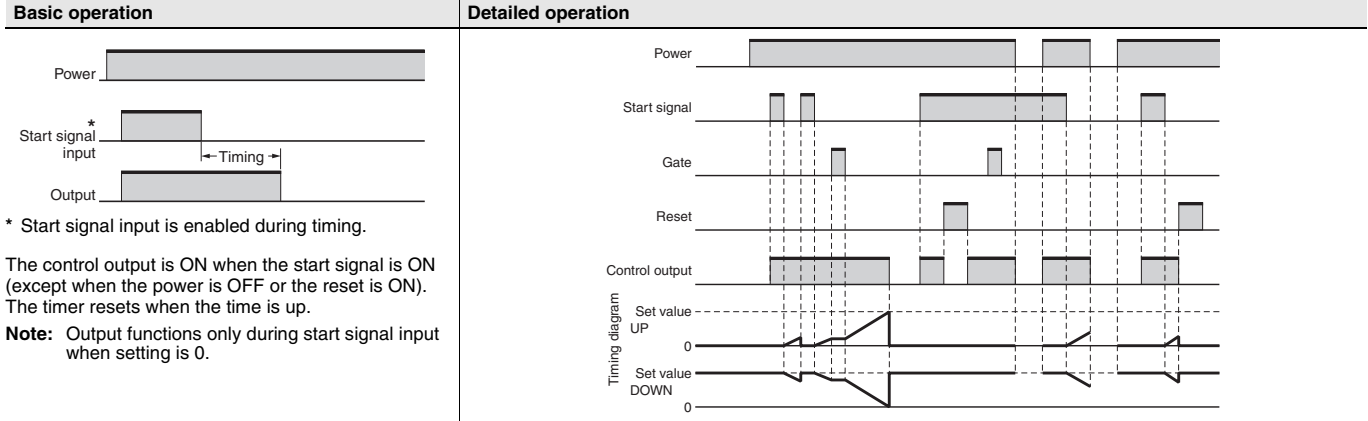 Basic operation
Power
*
Start signal
input
Timing
Output
* Start signal input is enabled during timing.
The control output is ON when the start signal is ON
(except when the power is OFF or the reset is ON).
The timer resets when the time is up.
Note: Output functions only during start signal input
when setting is 0.
Detailed operation
Power
Start signal
Gate
Reset
Control output
Timing diagram
Set value
UP
0
Set value
DOWN
0